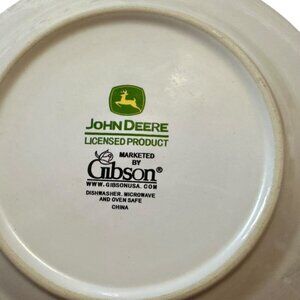 JOHN DEERE
LICENSED PRODUCT
MARKETED
BY
Gibson®
WWW.GIBSONUSA.COM
DISHWASHER, MICROWAVE
AND OVEN SAFE
CHINA